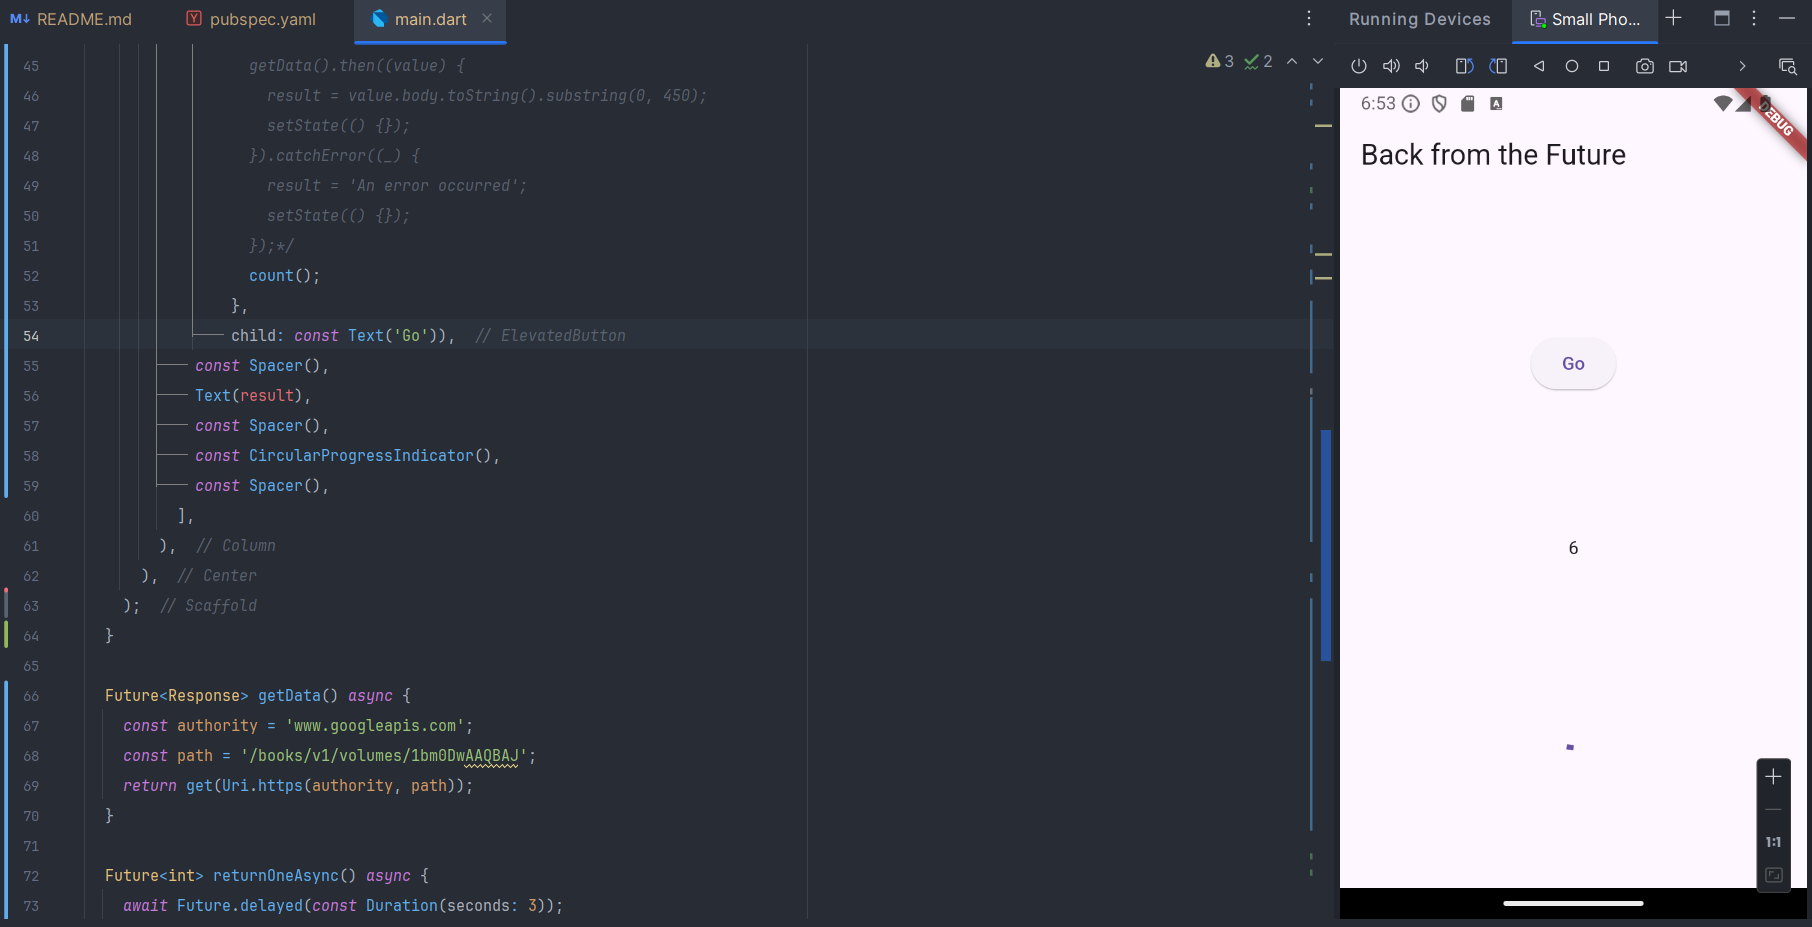 M↓ README.md
Y pubspec.yaml
main.dart
Running Devices
Small Pho...
3 2
45 getData().then((value) {
46 result = value.body.toString().substring(0, 450);
47 setState(() {});
48 }).catchError((_) {
49 result = 'An error occurred';
50 setState(() {});
51 });*/
52 count();
53 },
54 child: const Text('Go')), // ElevatedButton
55 const Spacer(),
56 Text(result),
57 const Spacer(),
58 const CircularProgressIndicator(),
59 const Spacer(),
60 ],
61 ), // Column
62 ), // Center
63 ); // Scaffold
64 }
65
66 Future<Response> getData() async {
67 const authority = 'www.googleapis.com';
68 const path = '/books/v1/volumes/1bm0DwAAQBAJ';
69 return get(Uri.https(authority, path));
70 }
71
72 Future<int> returnOneAsync() async {
73 await Future.delayed(const Duration(seconds: 3));
6:53
A
DEBUG
Back from the Future
Go
6
1:1